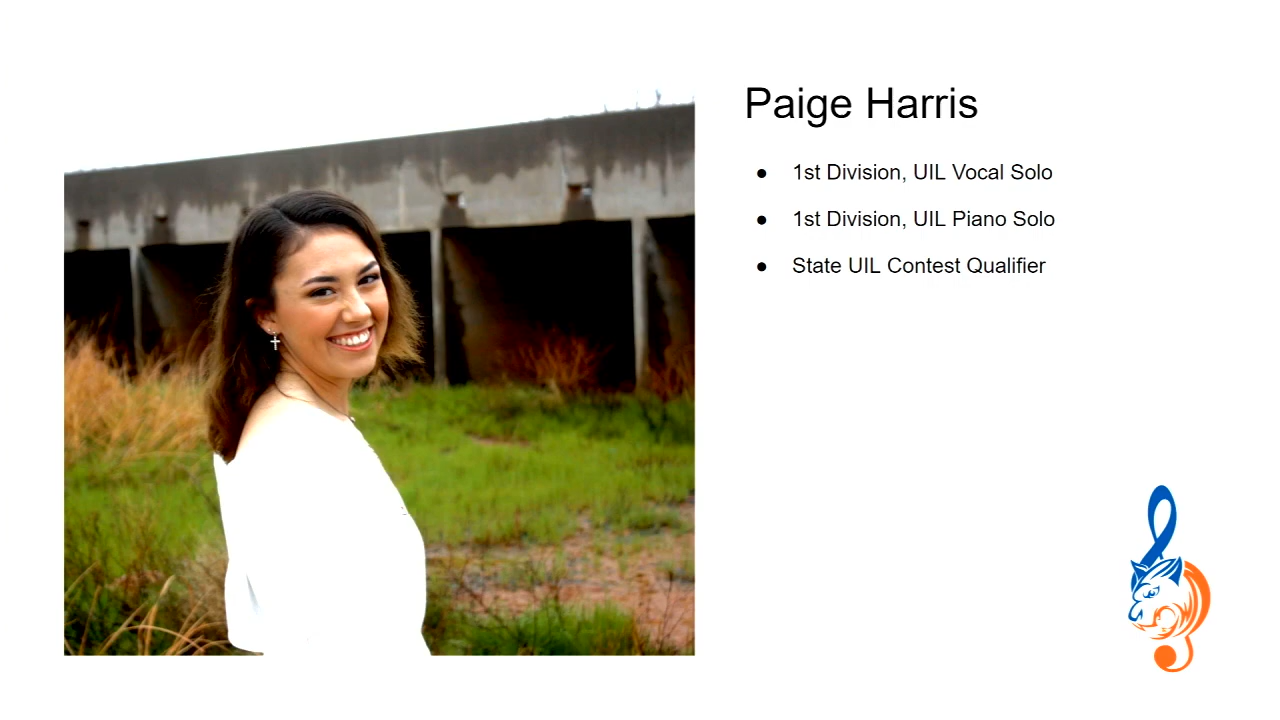 Paige Harris
● 1st Division, UIL Vocal Solo
● 1st Division, UIL Piano Solo
● State UIL Contest Qualifier